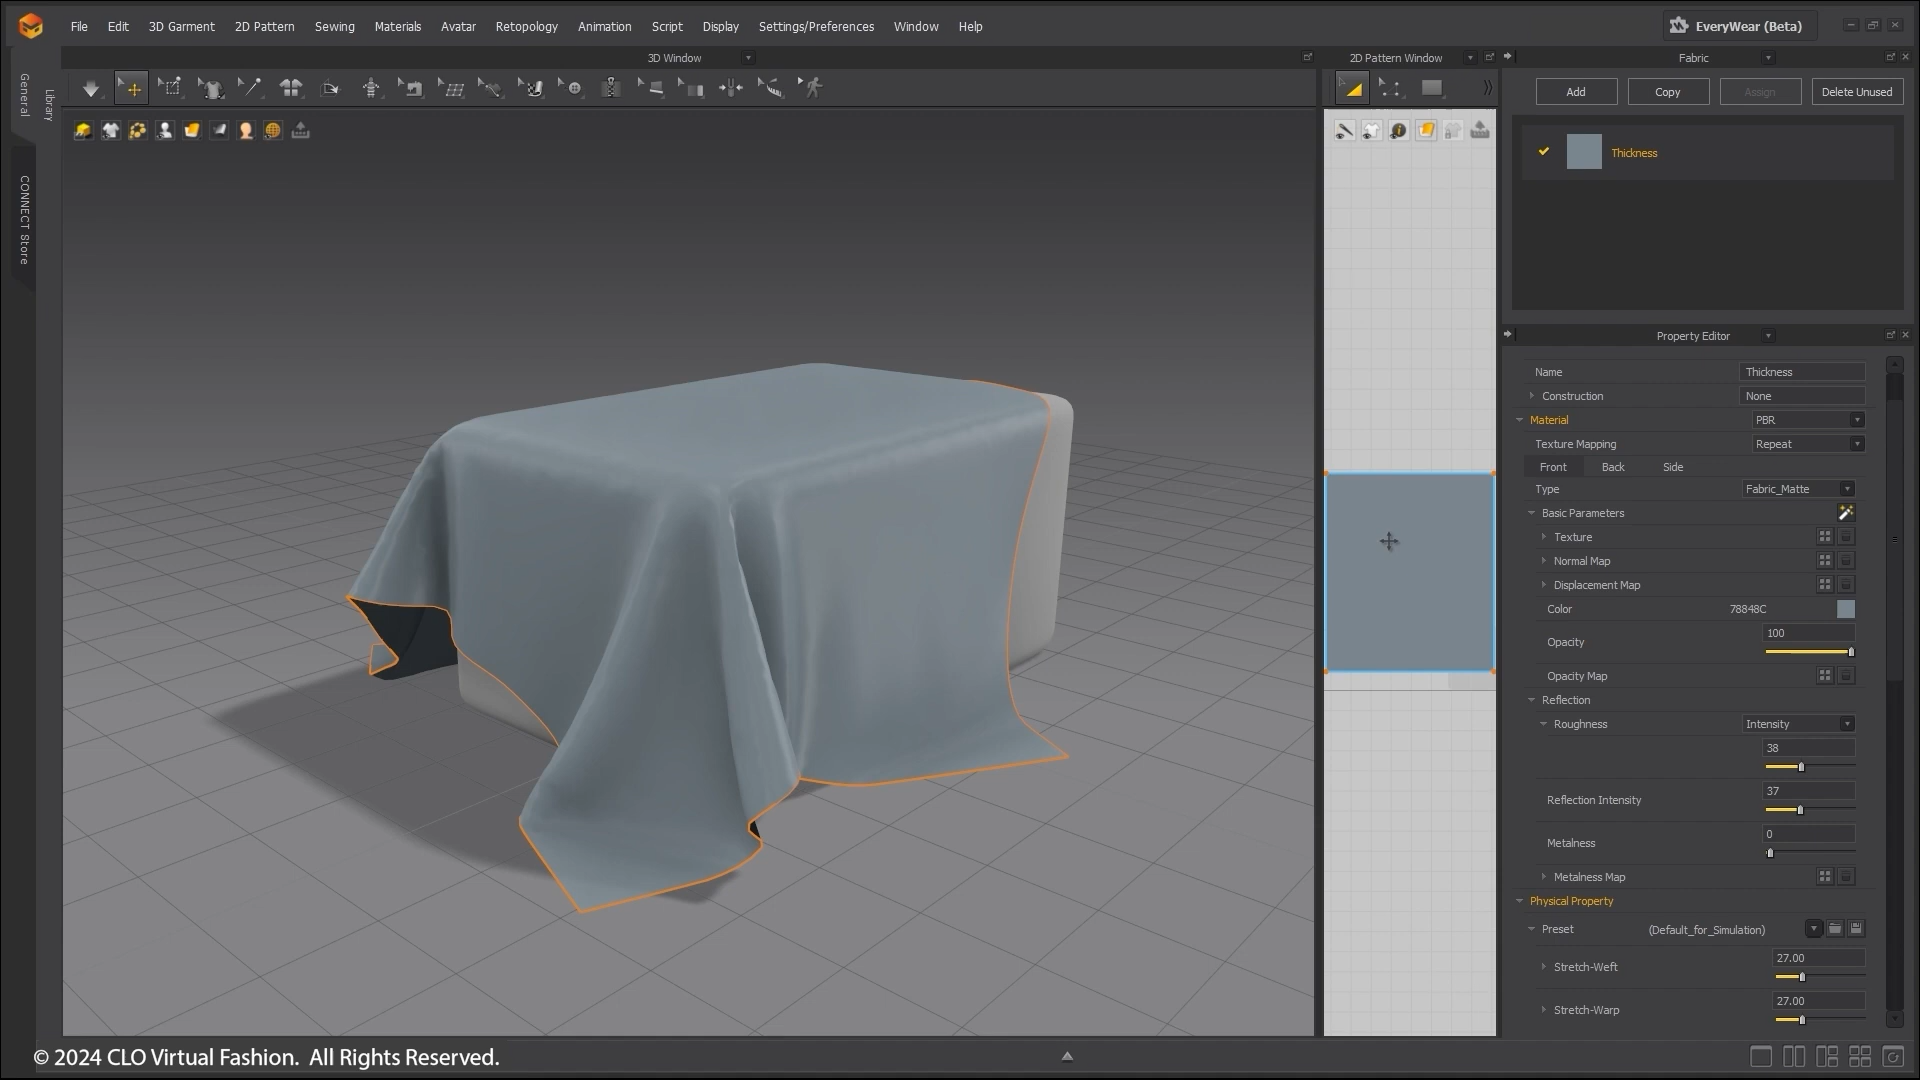 File Edit 3D Garment 2D Pattern Sewing Materials Avatar Retopology Animation Script Display Settings/Preferences Window Help
EveryWear (Beta)
3D Window
2D Pattern Window
Fabric
General
Library
CONNECT Store
Add Copy Assign Delete Unused
Thickness
Property Editor
Name Thickness
Construction None
Material PBR
Texture Mapping Repeat
Front Back Side
Type Fabric_Matte
Basic Parameters
Texture
Normal Map
Displacement Map
Color 78848C
Opacity 100
Opacity Map
Reflection
Roughness Intensity
38
Reflection Intensity 37
Metalness 0
Metalness Map
Physical Property
Preset (Default_for_Simulation)
Stretch-Weft 27.00
Stretch-Warp 27.00
© 2024 CLO Virtual Fashion. All Rights Reserved.